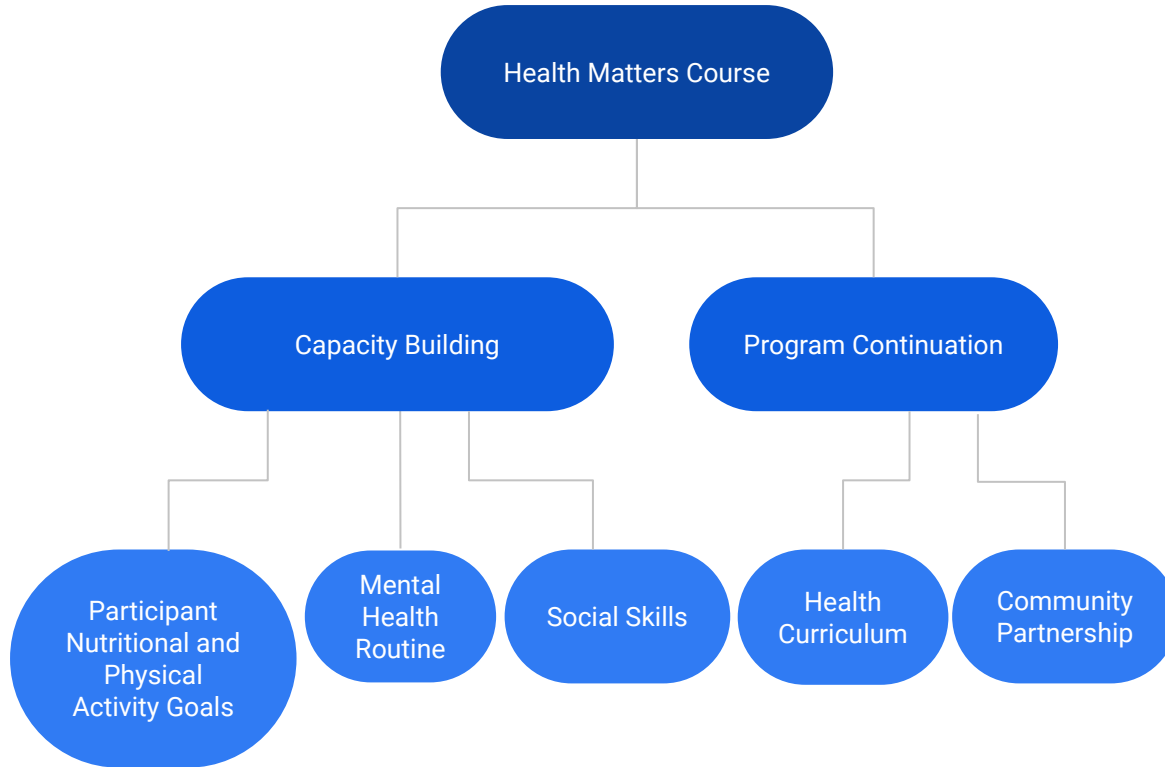 Health Matters Course
Capacity Building
Program Continuation
Participant
Nutritional and
Physical
Activity Goals
Mental
Health
Routine
Social Skills
Health
Curriculum
Community
Partnership